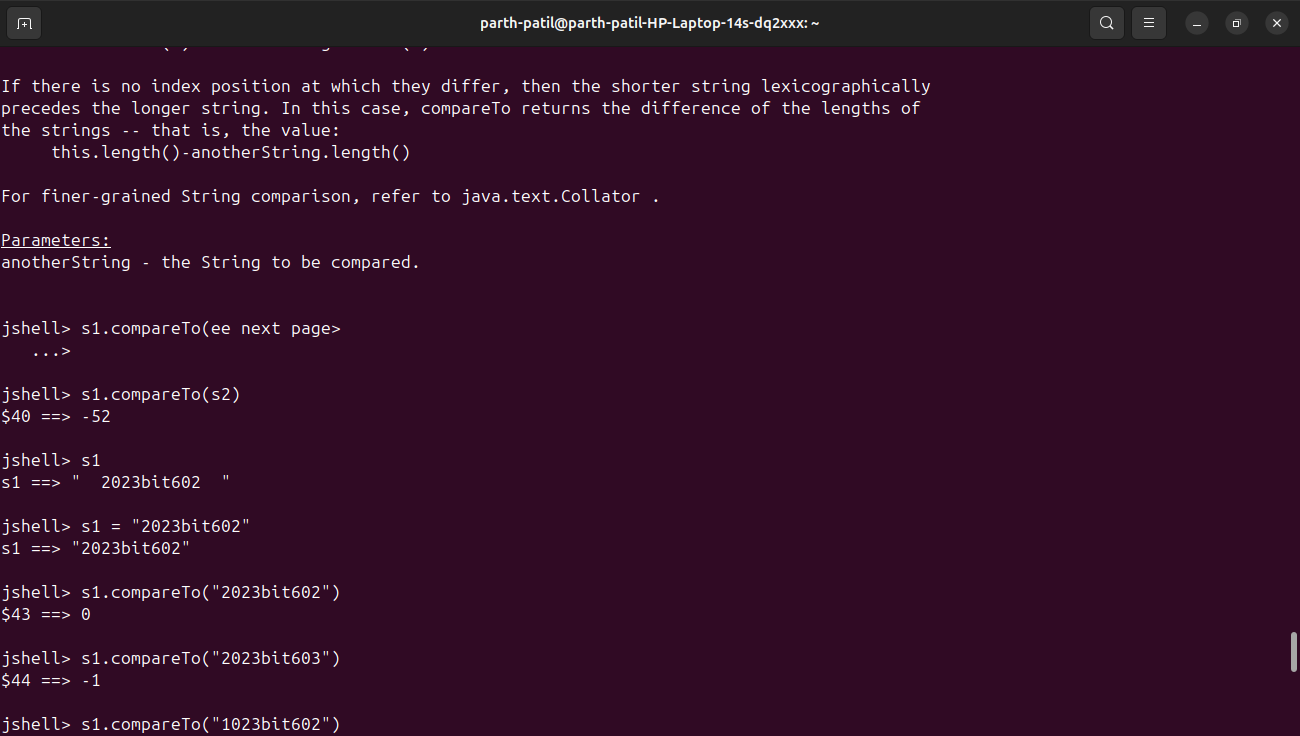 parth-patil@parth-patil-HP-Laptop-14s-dq2xxx: ~
If there is no index position at which they differ, then the shorter string lexicographically
precedes the longer string. In this case, compareTo returns the difference of the lengths of
the strings -- that is, the value:
     this.length()-anotherString.length()
For finer-grained String comparison, refer to java.text.Collator .
Parameters:
anotherString - the String to be compared.
jshell> s1.compareTo(ee next page>
   ...>
jshell> s1.compareTo(s2)
$40 ==> -52
jshell> s1
s1 ==> "  2023bit602  "
jshell> s1 = "2023bit602"
s1 ==> "2023bit602"
jshell> s1.compareTo("2023bit602")
$43 ==> 0
jshell> s1.compareTo("2023bit603")
$44 ==> -1
jshell> s1.compareTo("1023bit602")